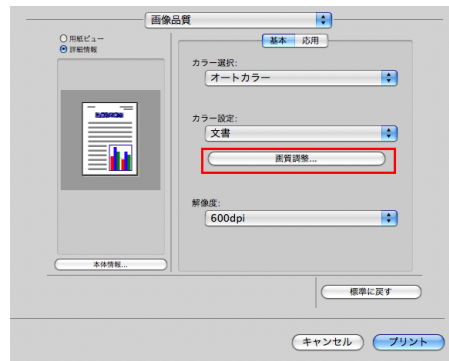 画像品質
用紙ビュー
詳細情報
基本 応用
カラー選択:
オートカラー
カラー設定:
文書
画質調整...
解像度:
600dpi
本体情報...
標準に戻す
キャンセル プリント